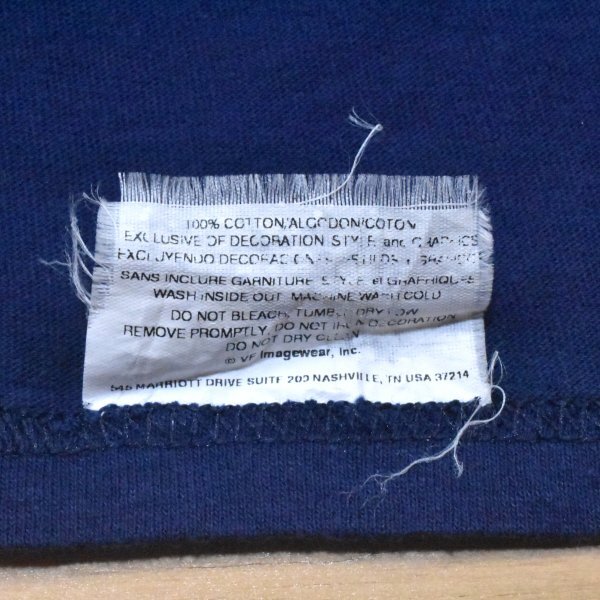 100% COTTON/ALGODON/COTON
EXCLUSIVE OF DECORATION, STYLE and GRAPHICS
EXCLUYENDO
SANS INCLURE GARNITURE, STYLE et GRAPHIQUES
WASH INSIDE OUT, MACHINE WASH COLD
DO NOT BLEACH, TUMBLE DRY LOW
REMOVE PROMPTLY, DO NOT IRON DECORATION
DO NOT DRY CLEAN
© VF Imagewear, Inc.
545 MARRIOTT DRIVE SUITE 200 NASHVILLE, TN USA 37214